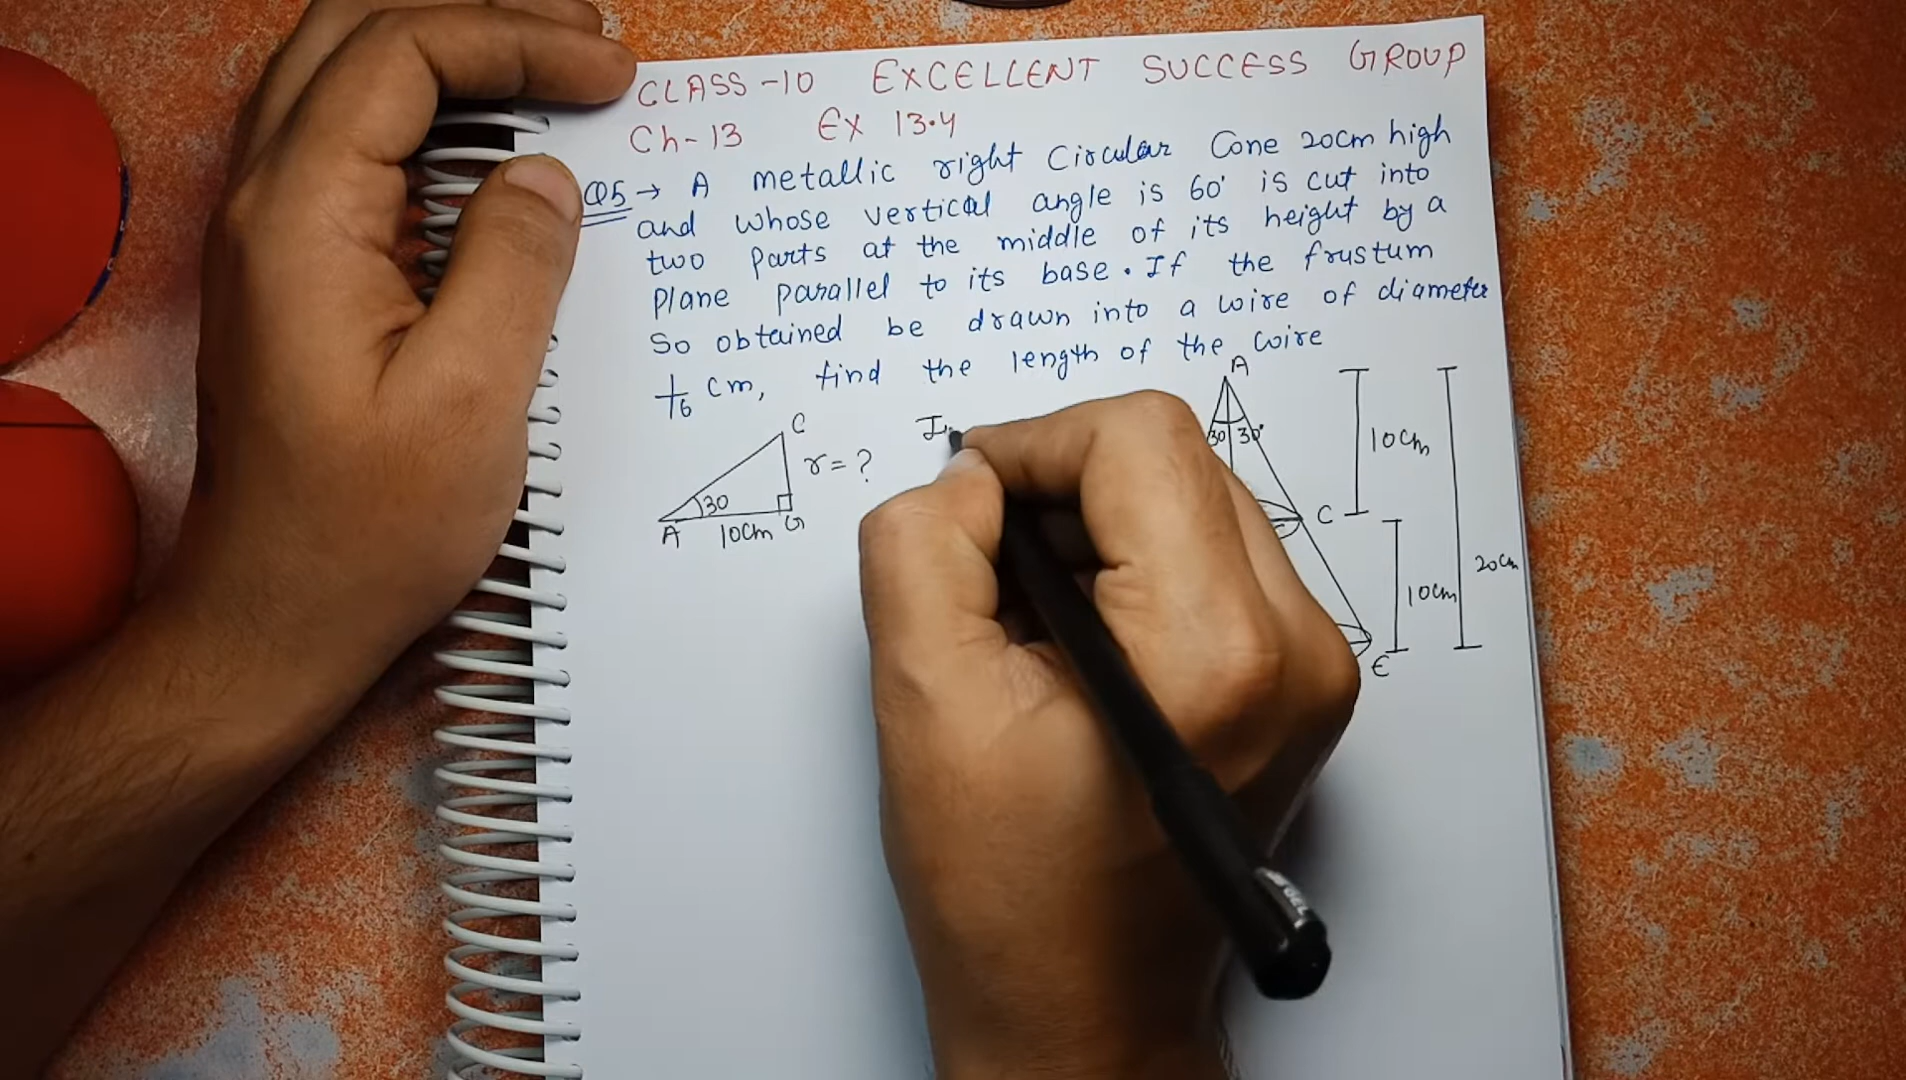 CLASS-10 EXCELLENT SUCCESS GROUP
Ch-13 EX 13.4
Q5 → A metallic right Circular Cone 20cm high
and whose vertical angle is 60° is cut into
two parts at the middle of its height by a
Plane parallel to its base. If the frustum
So obtained be drawn into a wire of diameter
1/16 Cm, find the length of the wire
A
C
r = ?
30
A 10cm G
30 30°
10cm
C
20cm
10cm
E